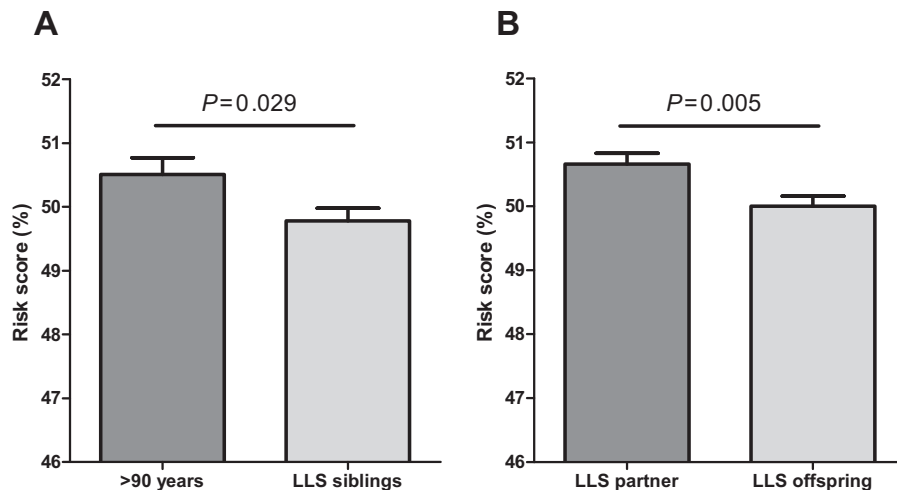 A
52
51
50
49
48
47
46
Risk score (%)
P=0.029
>90 years
LLS siblings
B
52
51
50
49
48
47
46
Risk score (%)
P=0.005
LLS partner
LLS offspring